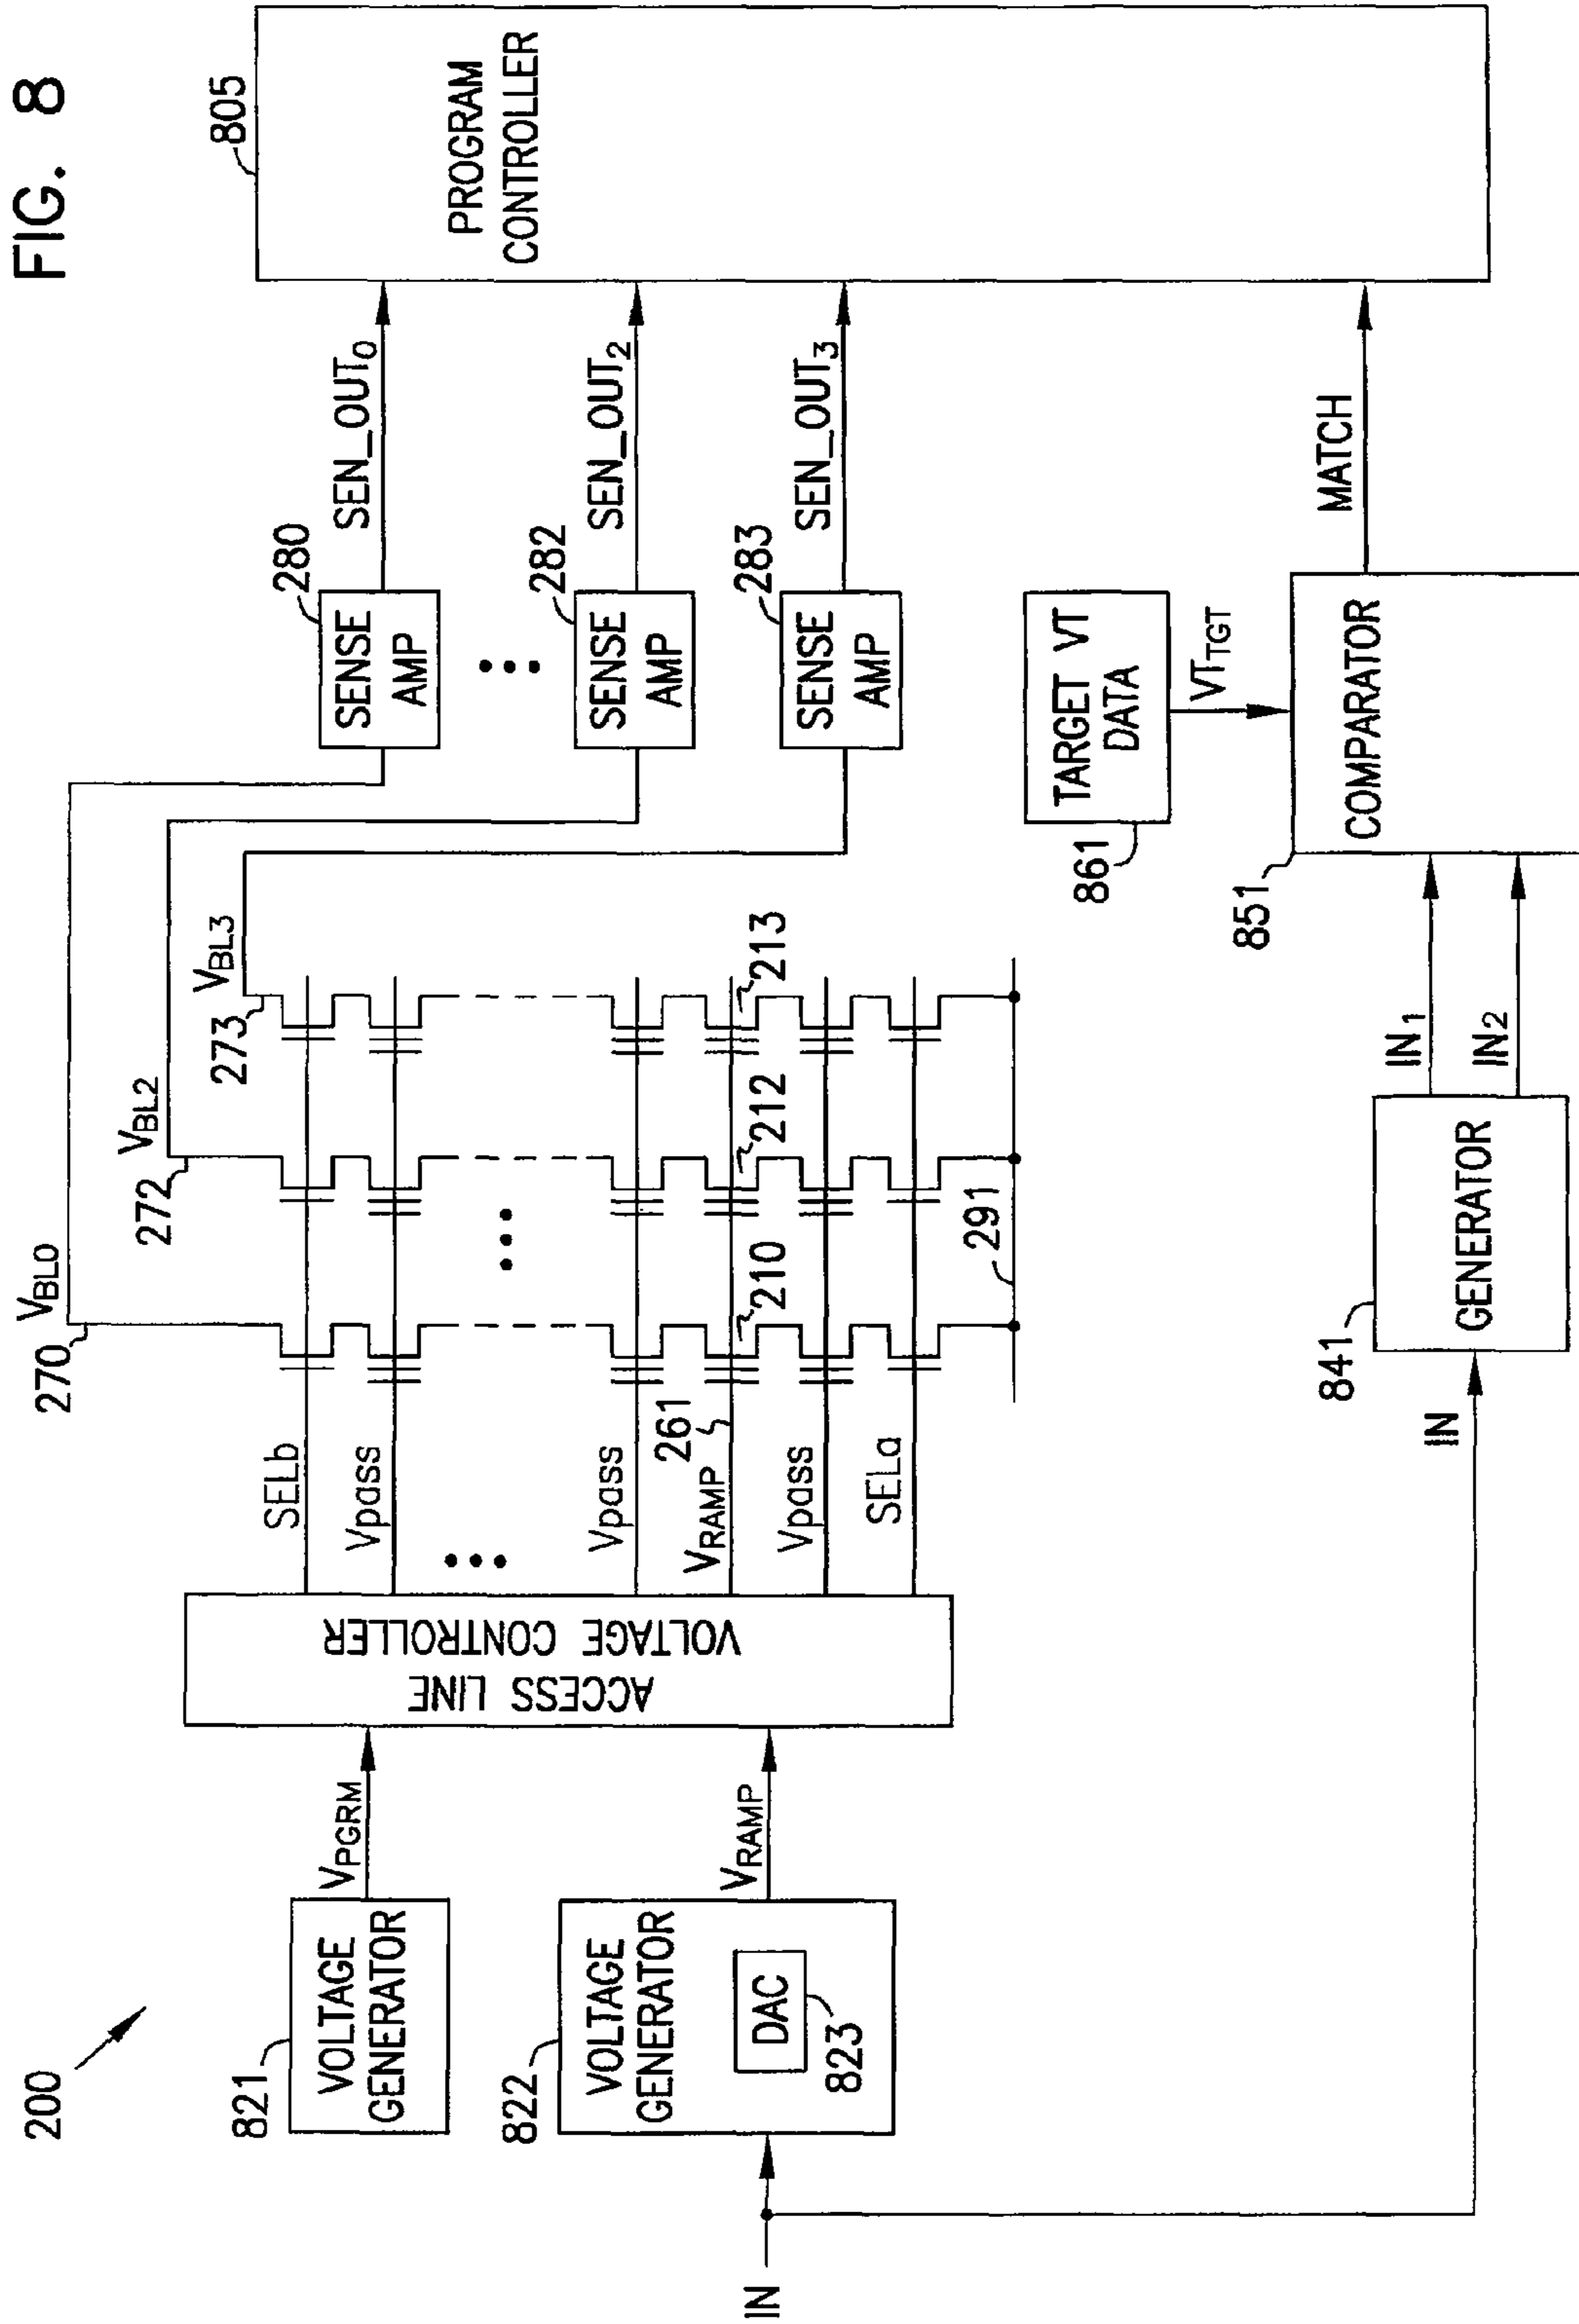 FIG. 8
200
821
VOLTAGE
GENERATOR
VPGRM
822
VOLTAGE
GENERATOR
DAC
823
VRAMP
IN
ACCESS LINE
VOLTAGE CONTROLLER
SELb
Vpass
Vpass
VRAMP
261
Vpass
SELa
270
VBL0
272
VBL2
273
VBL3
210
212
213
291
280
SENSE
AMP
SEN_OUT0
282
SENSE
AMP
SEN_OUT2
283
SENSE
AMP
SEN_OUT3
805
PROGRAM
CONTROLLER
IN
841
GENERATOR
IN1
IN2
861
TARGET VT
DATA
VTTGT
851
COMPARATOR
MATCH